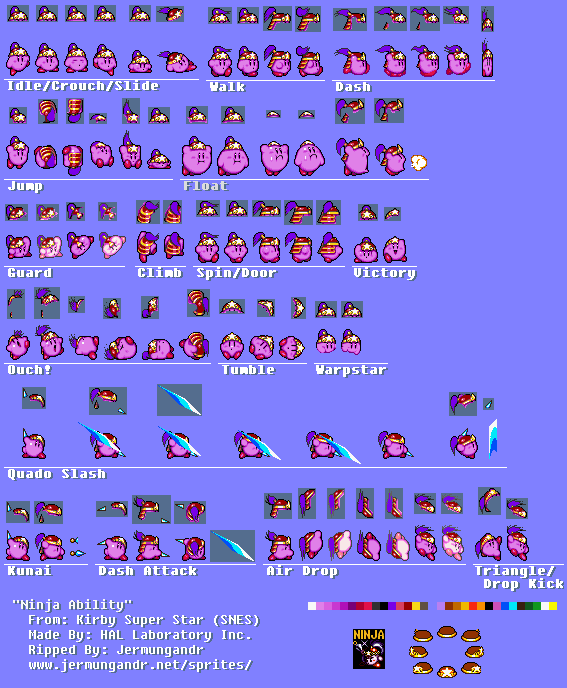 Idle/Crouch/Slide
Walk
Dash
Jump
Float
Guard
Climb
Spin/Door
Victory
Ouch!
Tumble
Warpstar
Quado Slash
Kunai
Dash Attack
Air Drop
Triangle/
Drop Kick
"Ninja Ability"
From: Kirby Super Star (SNES)
Made By: HAL Laboratory Inc.
Ripped By: Jermungandr
www.jermungandr.net/sprites/
NINJA